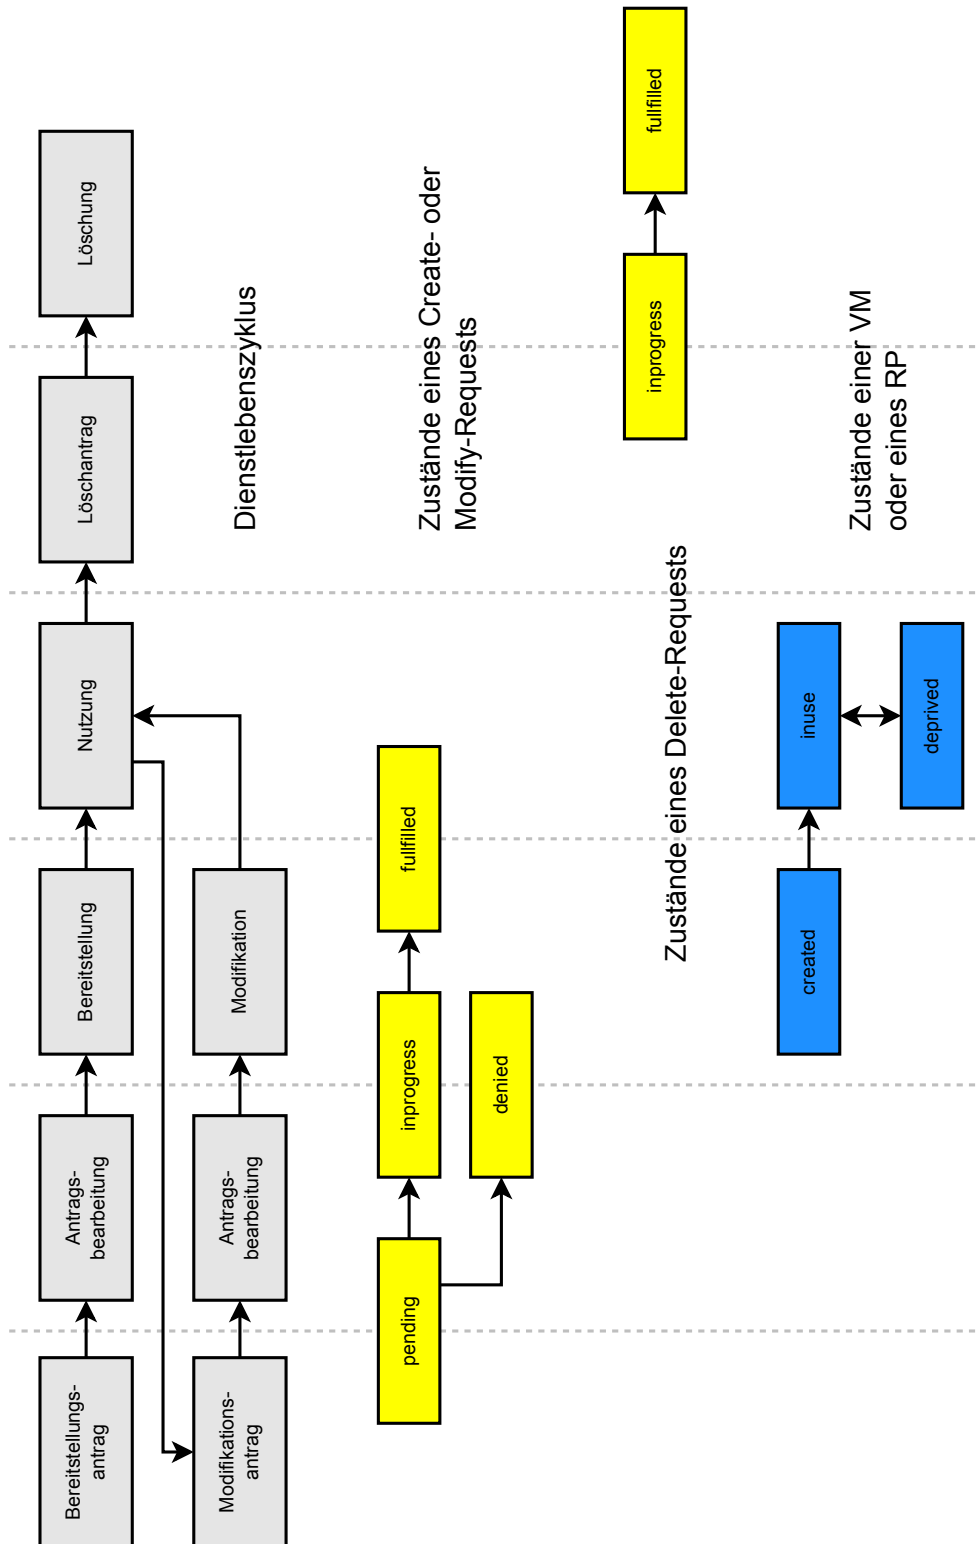 Bereitstellungs-
antrag
Antrags-
bearbeitung
Bereitstellung
Nutzung
Löschantrag
Löschung
Modifikations-
antrag
Antrags-
bearbeitung
Modifikation
Dienstlebenszyklus
pending
inprogress
fullfilled
denied
Zustände eines Create- oder
Modify-Requests
inprogress
fullfilled
Zustände eines Delete-Requests
created
inuse
deprived
Zustände einer VM
oder eines RP